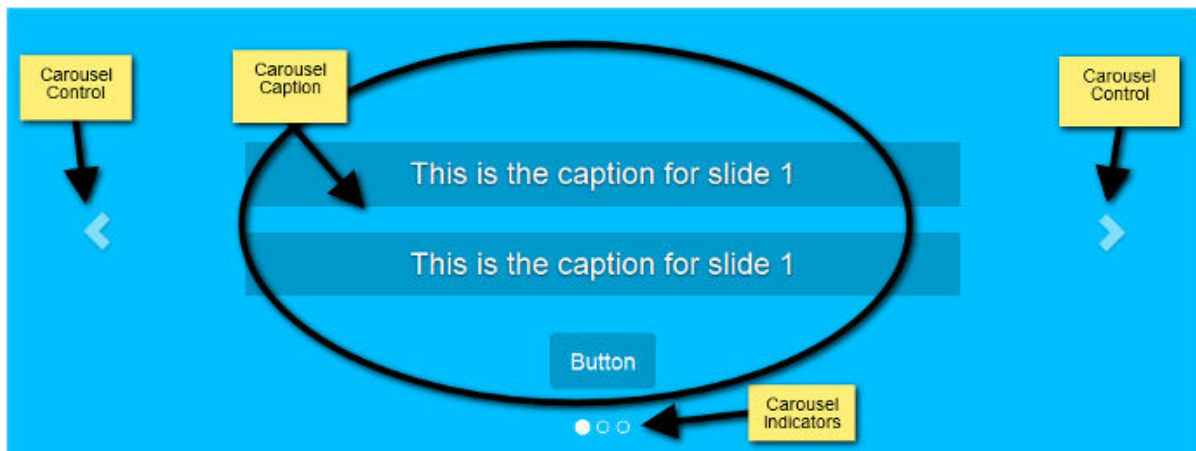 Carousel
Control
Carousel
Caption
Carousel
Control
This is the caption for slide 1
This is the caption for slide 1
Button
Carousel
Indicators